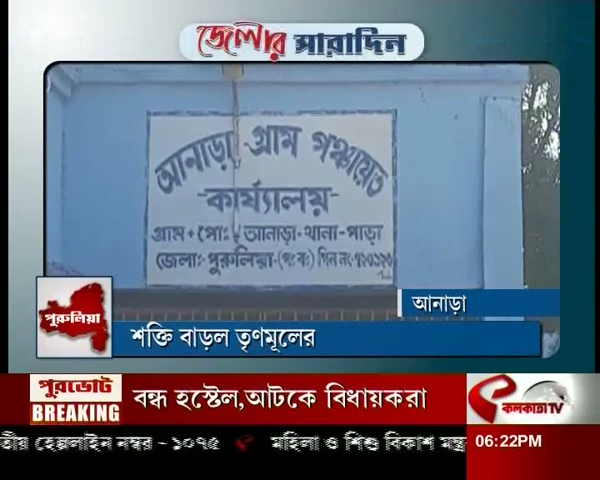 জেলার সারাদিন
আনাড়া গ্রাম পঞ্চায়েত
-কার্য্যালয়-
গ্রাম + পোঃ আনাড়া-থানা-পাড়া
জেলাঃ- পুরুলিয়া-(পঃ বঃ) পিন নং-
আনাড়া
পুরুলিয়া
শক্তি বাড়ল তৃণমূলের
পুরভোট
BREAKING
বন্ধ হস্টেল,আটকে বিধায়করা
কলকাতা TV
তীয় হেল্পলাইন নম্বর - ১০৭৫ মহিলা ও শিশু বিকাশ মন্ত্র
06:22PM